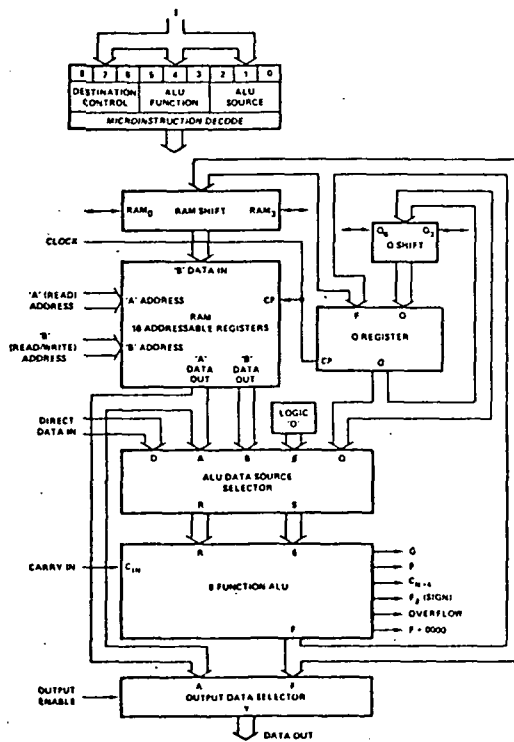 I
8 7 6 5 4 3 2 1 0
DESTINATION CONTROL
ALU FUNCTION
ALU SOURCE
MICROINSTRUCTION DECODE
RAM0 RAM SHIFT RAM3
Q0 Q3
Q SHIFT
CLOCK
'B' DATA IN
'A' (READ) ADDRESS
'A' ADDRESS
CP
RAM
16 ADDRESSABLE REGISTERS
'B' (READ/WRITE) ADDRESS
'B' ADDRESS
'A' DATA OUT
'B' DATA OUT
F Q
Q REGISTER
CP Q
DIRECT DATA IN
LOGIC '0'
D A B Q
ALU DATA SOURCE SELECTOR
R S
R S
CARRY IN
CIN
8 FUNCTION ALU
F
G
P
CN+4
F3 (SIGN)
OVERFLOW
F = 0000
OUTPUT ENABLE
A F
OUTPUT DATA SELECTOR
Y
DATA OUT